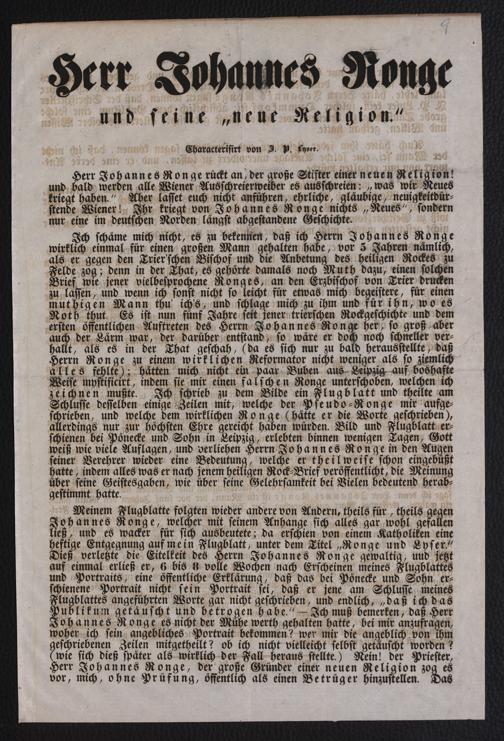 Herr Johannes Ronge
und seine „neue Religion.“
Characterisirt von J. P. Lyser.
Herr Johannes Ronge rückt an, der große Stifter einer neuen Religion!
und bald werden alle Wiener Ausschreierweiber es ausschreien: „was wir Neues
kriegt haben.“ Aber lasset euch nicht anführen, ehrliche, gläubige, neuigkeitdür-
stende Wiener! Ihr kriegt von Johannes Ronge nichts „Neues“, sondern
nur eine im deutschen Norden längst abgestandene Geschichte.
Ich schäme mich nicht, es zu bekennen, daß ich Herrn Johannes Ronge
wirklich einmal für einen großen Mann gehalten habe, vor 5 Jahren nämlich,
als er gegen den Trier'schen Bischof und die Anbetung des heiligen Rockes zu
Felde zog; denn in der That, es gehörte damals noch Muth dazu, einen solchen
Brief wie jener vielbesprochene Ronges, an den Erzbischof von Trier drucken
zu lassen, und wenn ich sonst nicht so leicht für etwas mich begeistere, für einen
muthigen Mann thu' ichs, und schlage mich zu ihm und für ihn, wo es
Noth thut. Es ist nun fünf Jahre seit jener trierschen Rockgeschichte und dem
ersten öffentlichen Auftreten des Herrn Johannes Ronge her, so groß aber
auch der Lärm war, der darüber entstand, so wäre er doch noch schneller ver-
hallt, als es in der That geschah, (da es sich nur zu bald herausstellte, daß
Herrn Ronge zu einem wirklichen Reformator nicht weniger als so ziemlich
alles fehlte); hätten mich nicht ein paar Buben aus Leipzig auf boshafte
Weise mystificirt, indem sie mir einen falschen Ronge unterschoben, welchen ich
zeichnen mußte. Ich schrieb zu dem Bilde ein Flugblatt und theilte am
Schlusse desselben einige Zeilen mit, welche der Pseudo-Ronge mir aufge-
schrieben, und welche dem wirklichen Ronge (hätte er die Worte geschrieben),
allerdings nur zur höchsten Ehre gereicht haben würden. Bild und Flugblatt er-
schienen bei Pönecke und Sohn in Leipzig, erlebten binnen wenigen Tagen, Gott
weiß wie viele Auflagen, und verliehen Herrn Johannes Ronge in den Augen
seiner Verehrer wieder eine Bedeutung, welche er theilweise schon eingebüßt
hatte, indem alles was er nach jenem heiligen Rock-Brief veröffentlicht, die Meinung
über seine Geistesgaben, wie über seine Gelehrsamkeit bei Vielen bedeutend herab-
gestimmt hatte.
Meinem Flugblatte folgten wieder andere von Andern, theils für, theils gegen
Johannes Ronge, welcher mit seinem Anhange sich alles gar wohl gefallen
ließ, und es wacker für sich ausbeutete; da erschien von einem Katholiken eine
heftige Entgegnung auf mein Flugblatt, unter dem Titel „Ronge und Lyser.“
Dieß verletzte die Eitelkeit des Herrn Johannes Ronge gewaltig, und jetzt
auf einmal erließ er, 6 bis 8 volle Wochen nach Erscheinen meines Flugblattes
und Portraits, eine öffentliche Erklärung, daß das bei Pönecke und Sohn er-
schienene Portrait nicht sein Portrait sei, daß er jene am Schlusse meines
Flugblattes angeführten Worte gar nicht geschrieben, und endlich, „daß ich das
Publikum getäuscht und betrogen habe.“ — Ich muß bemerken, daß Herr
Johannes Ronge es nicht der Mühe werth gehalten hatte, bei mir anzufragen,
woher ich sein angebliches Portrait bekommen? wer mir die angeblich von ihm
geschriebenen Zeilen mitgetheilt? ob ich nicht vielleicht selbst getäuscht worden?
(wie sich dieß später als wirklich der Fall heraus stellte.) Nein! der Priester,
Herr Johannes Ronge, der große Gründer einer neuen Religion zog es
vor, mich, ohne Prüfung, öffentlich als einen Betrüger hinzustellen. Das